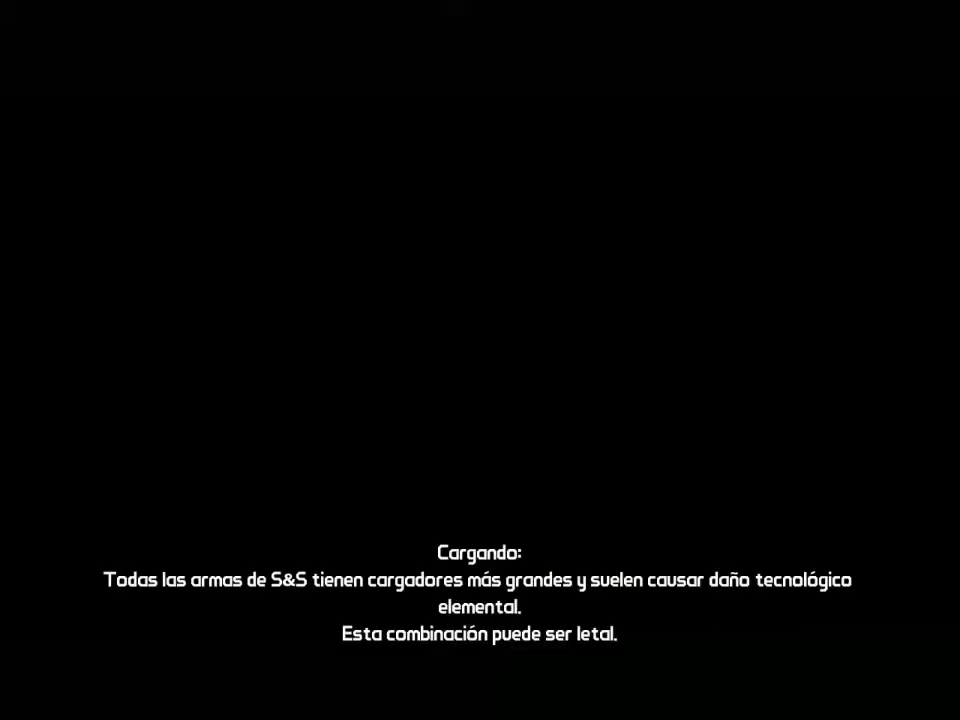 Cargando:
Todas las armas de S&S tienen cargadores más grandes y suelen causar daño tecnológico
elemental.
Esta combinación puede ser letal.